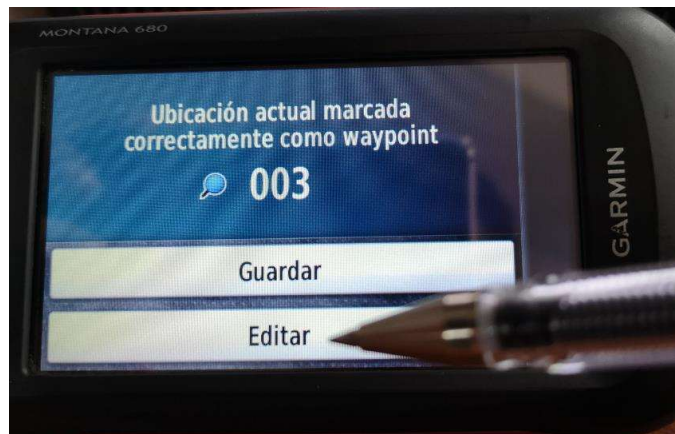 MONTANA 680
Ubicación actual marcada
correctamente como waypoint
003
Guardar
Editar
GARMIN